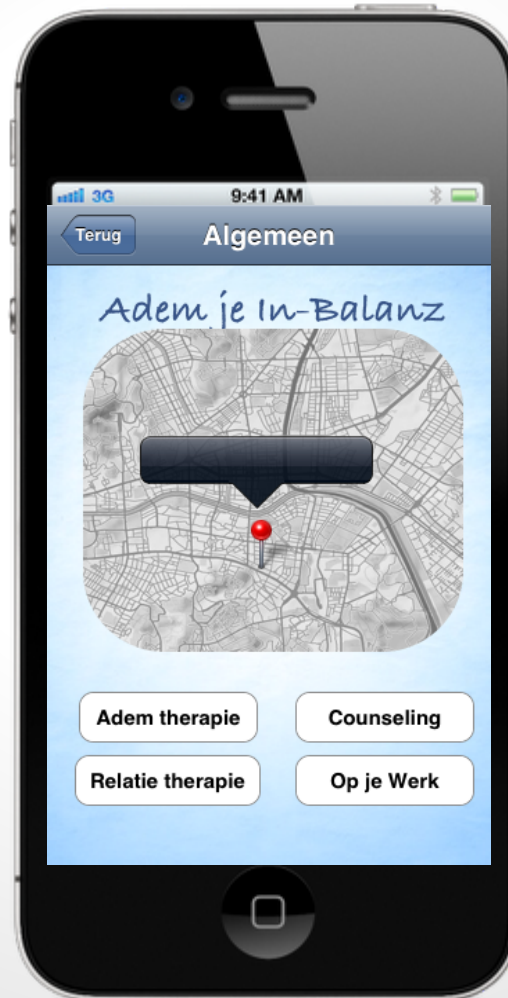 3G 9:41 AM
Terug Algemeen
Adem je In-Balanz
Adem therapie Counseling
Relatie therapie Op je Werk